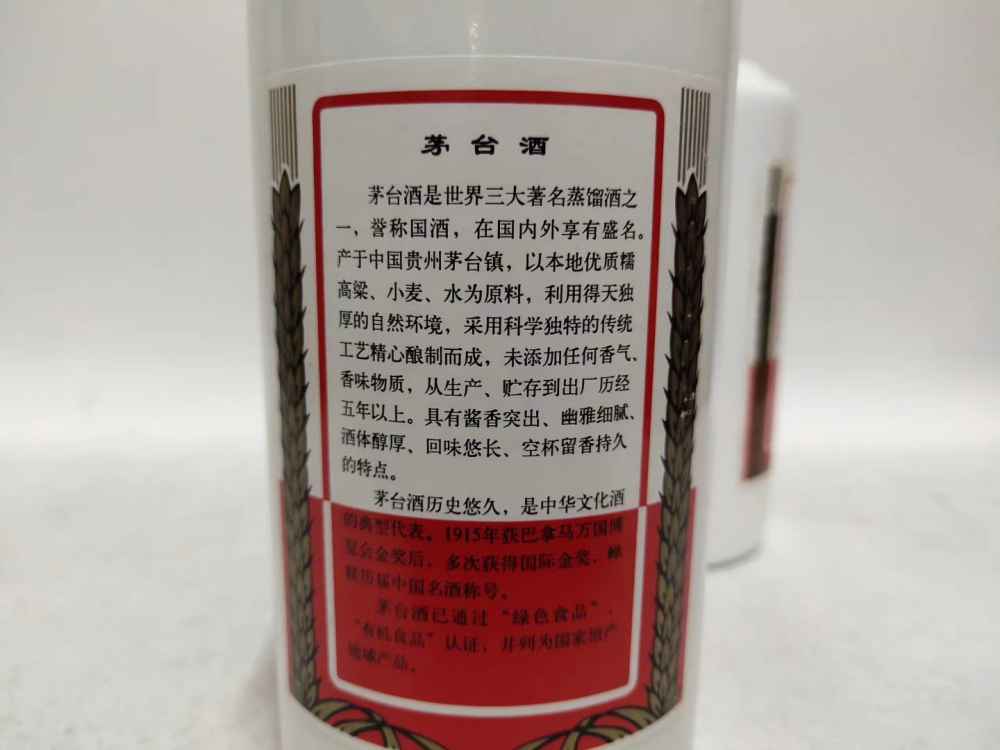 茅台酒
茅台酒是世界三大著名蒸馏酒之
一，誉称国酒，在国内外享有盛名。
产于中国贵州茅台镇，以本地优质糯
高粱、小麦、水为原料，利用得天独
厚的自然环境，采用科学独特的传统
工艺精心酿制而成，未添加任何香气、
香味物质，从生产、贮存到出厂历经
五年以上。具有酱香突出、幽雅细腻、
酒体醇厚、回味悠长、空杯留香持久
的特点。
茅台酒历史悠久，是中华文化酒
的典型代表。1915年获巴拿马万国博
览会金奖后，多次获得国际金奖，蝉
联历届中国名酒称号。
茅台酒已通过“绿色食品”、
“有机食品”认证，并列为国家地产
地域产品。